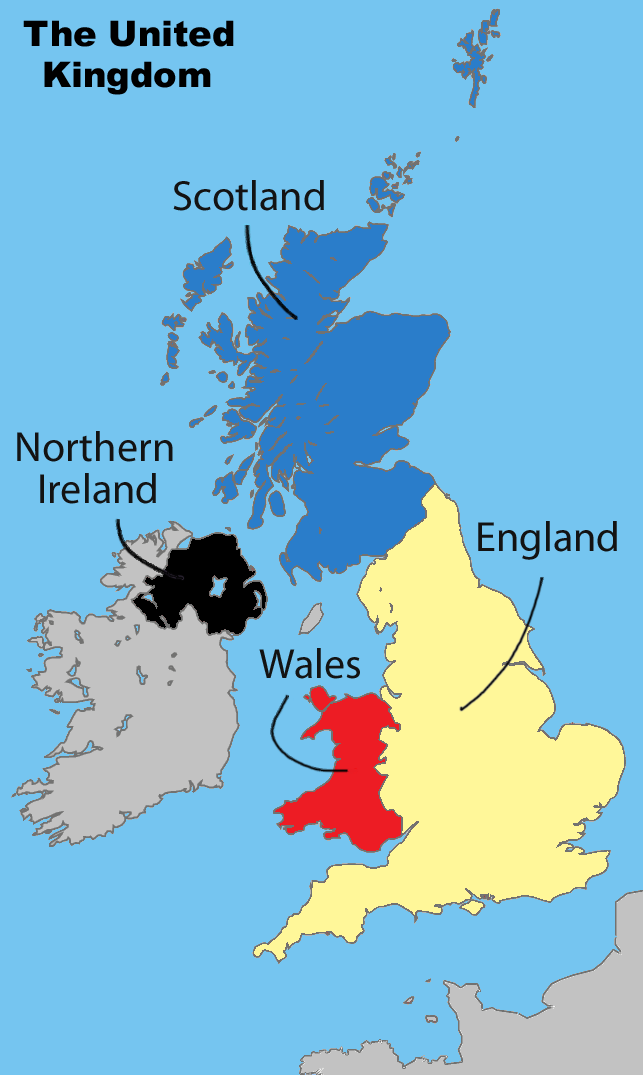 The United
Kingdom
Scotland
Northern
Ireland
England
Wales